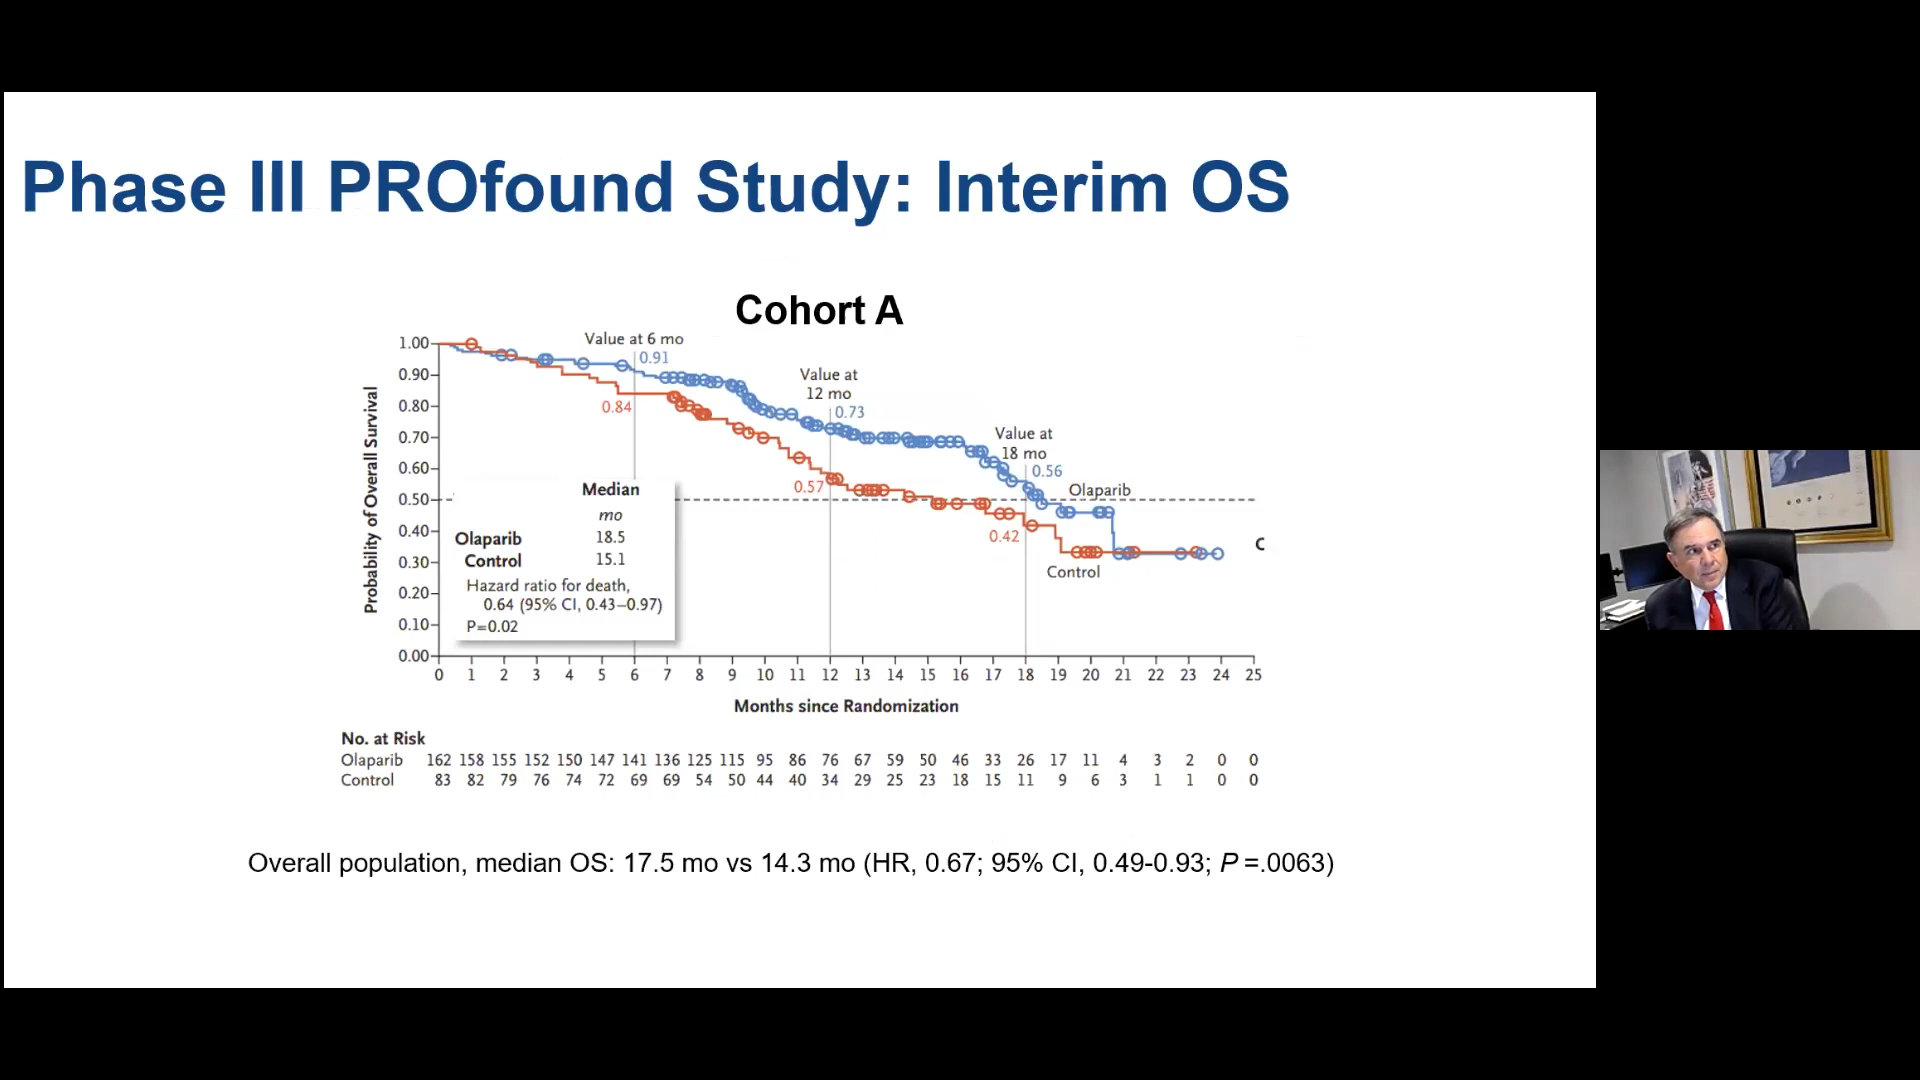 Phase III PROfound Study: Interim OS
Cohort A
Probability of Overall Survival
1.00
0.90
0.80
0.70
0.60
0.50
0.40
0.30
0.20
0.10
0.00
Value at 6 mo
0.91
0.84
Value at
12 mo
0.73
0.57
Value at
18 mo
0.56
0.42
Olaparib
Control
C
Median
mo
Olaparib 18.5
Control 15.1
Hazard ratio for death,
0.64 (95% CI, 0.43–0.97)
P=0.02
0 1 2 3 4 5 6 7 8 9 10 11 12 13 14 15 16 17 18 19 20 21 22 23 24 25
Months since Randomization
No. at Risk
Olaparib 162 158 155 152 150 147 141 136 125 115 95 86 76 67 59 50 46 33 26 17 11 4 3 2 0 0
Control 83 82 79 76 74 72 69 69 54 50 44 40 34 29 25 23 18 15 11 9 6 3 1 1 0 0
Overall population, median OS: 17.5 mo vs 14.3 mo (HR, 0.67; 95% CI, 0.49-0.93; P =.0063)